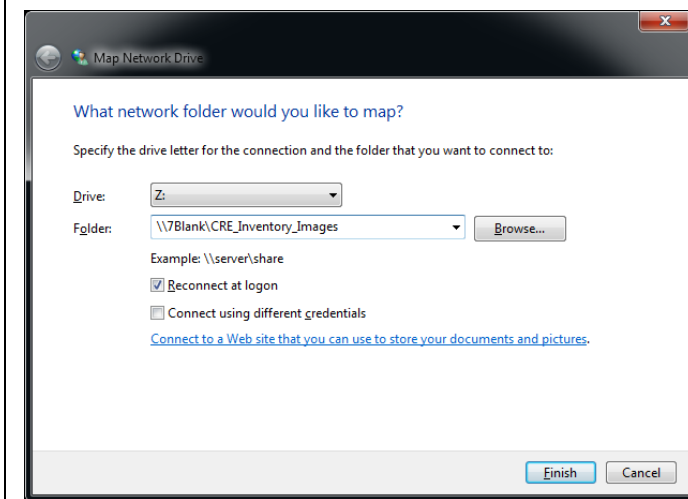 Map Network Drive
What network folder would you like to map?
Specify the drive letter for the connection and the folder that you want to connect to:
Drive: Z:
Folder: \\7Blank\CRE_Inventory_Images Browse...
Example: \\server\share
Reconnect at logon
Connect using different credentials
Connect to a Web site that you can use to store your documents and pictures.
Finish Cancel